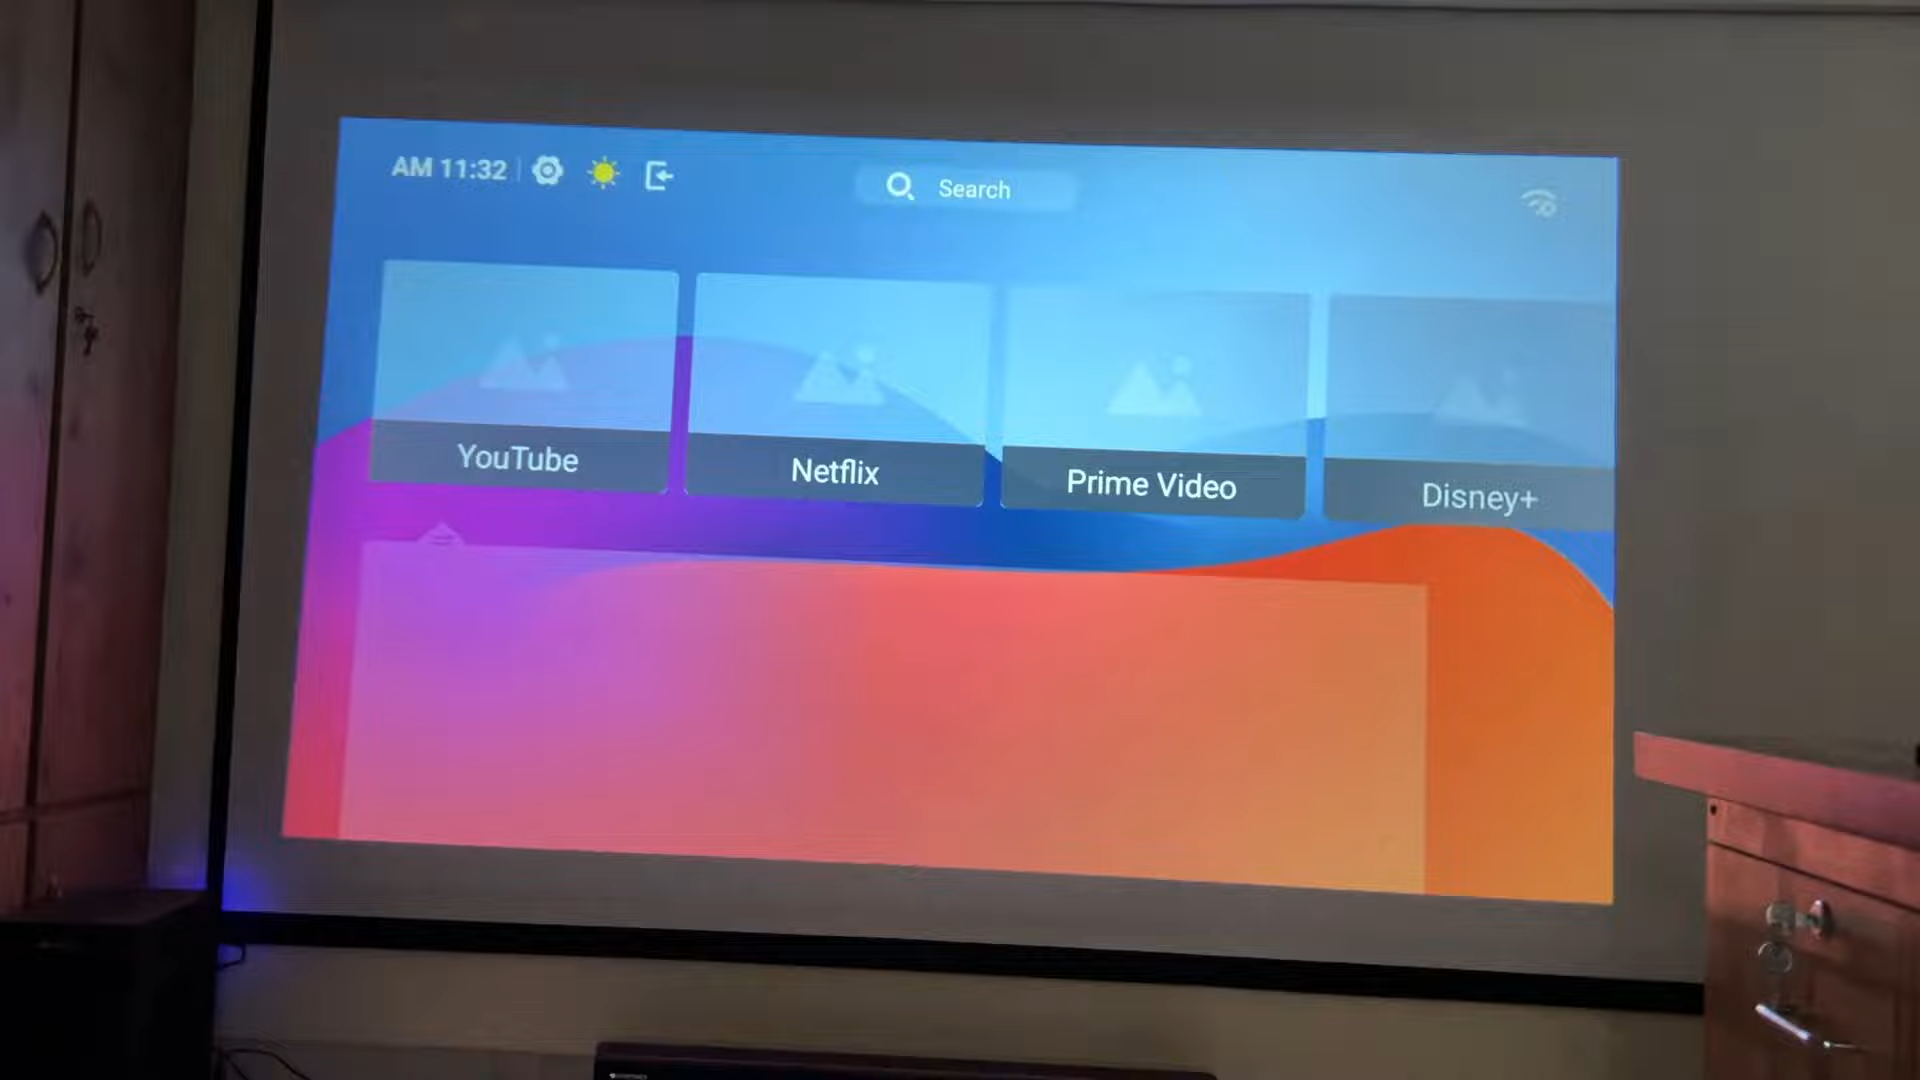 AM 11:32
Search
YouTube
Netflix
Prime Video
Disney+